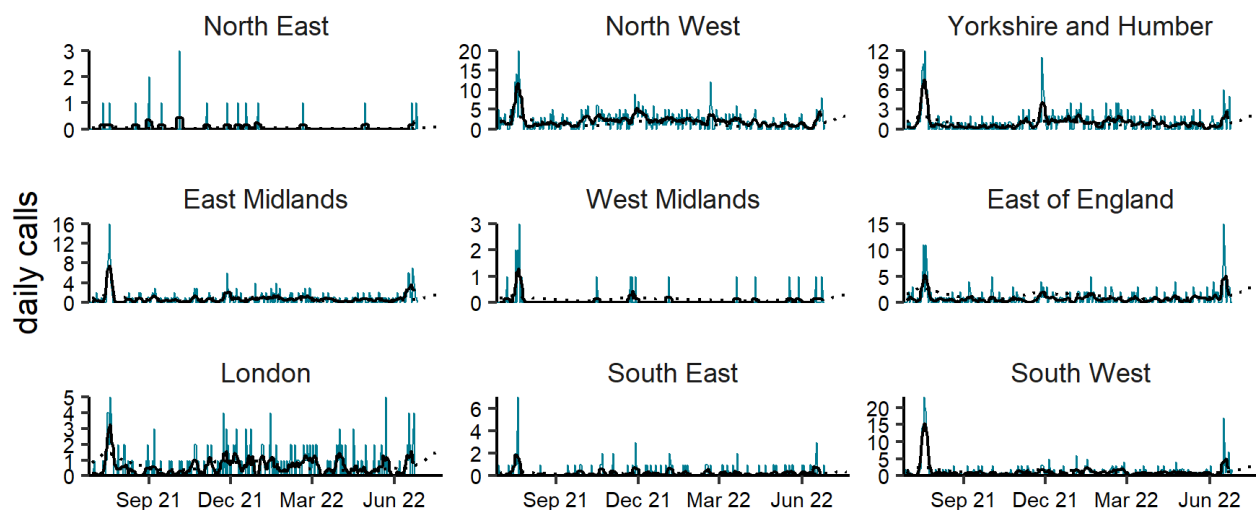 North East North West Yorkshire and Humber
3 20 12
2 15 9
1 10 6
0 5 3
0 0
East Midlands West Midlands East of England
daily calls
16 3 15
12 2 10
8 1 5
4 0 0
0
London South East South West
5 6 20
4 4 15
3 2 10
2 0 5
1 0
0
Sep 21 Dec 21 Mar 22 Jun 22 Sep 21 Dec 21 Mar 22 Jun 22 Sep 21 Dec 21 Mar 22 Jun 22